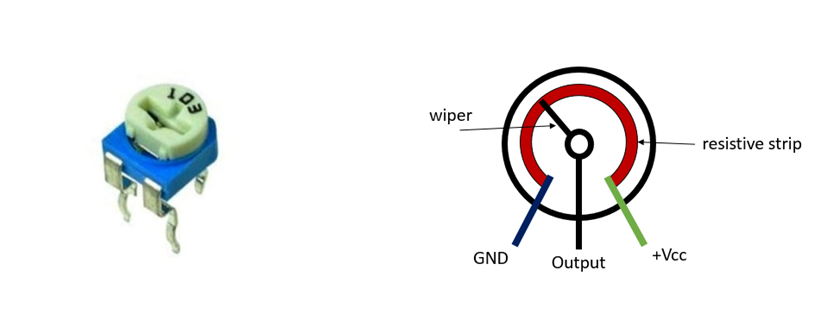 103
wiper
resistive strip
GND
Output
+Vcc